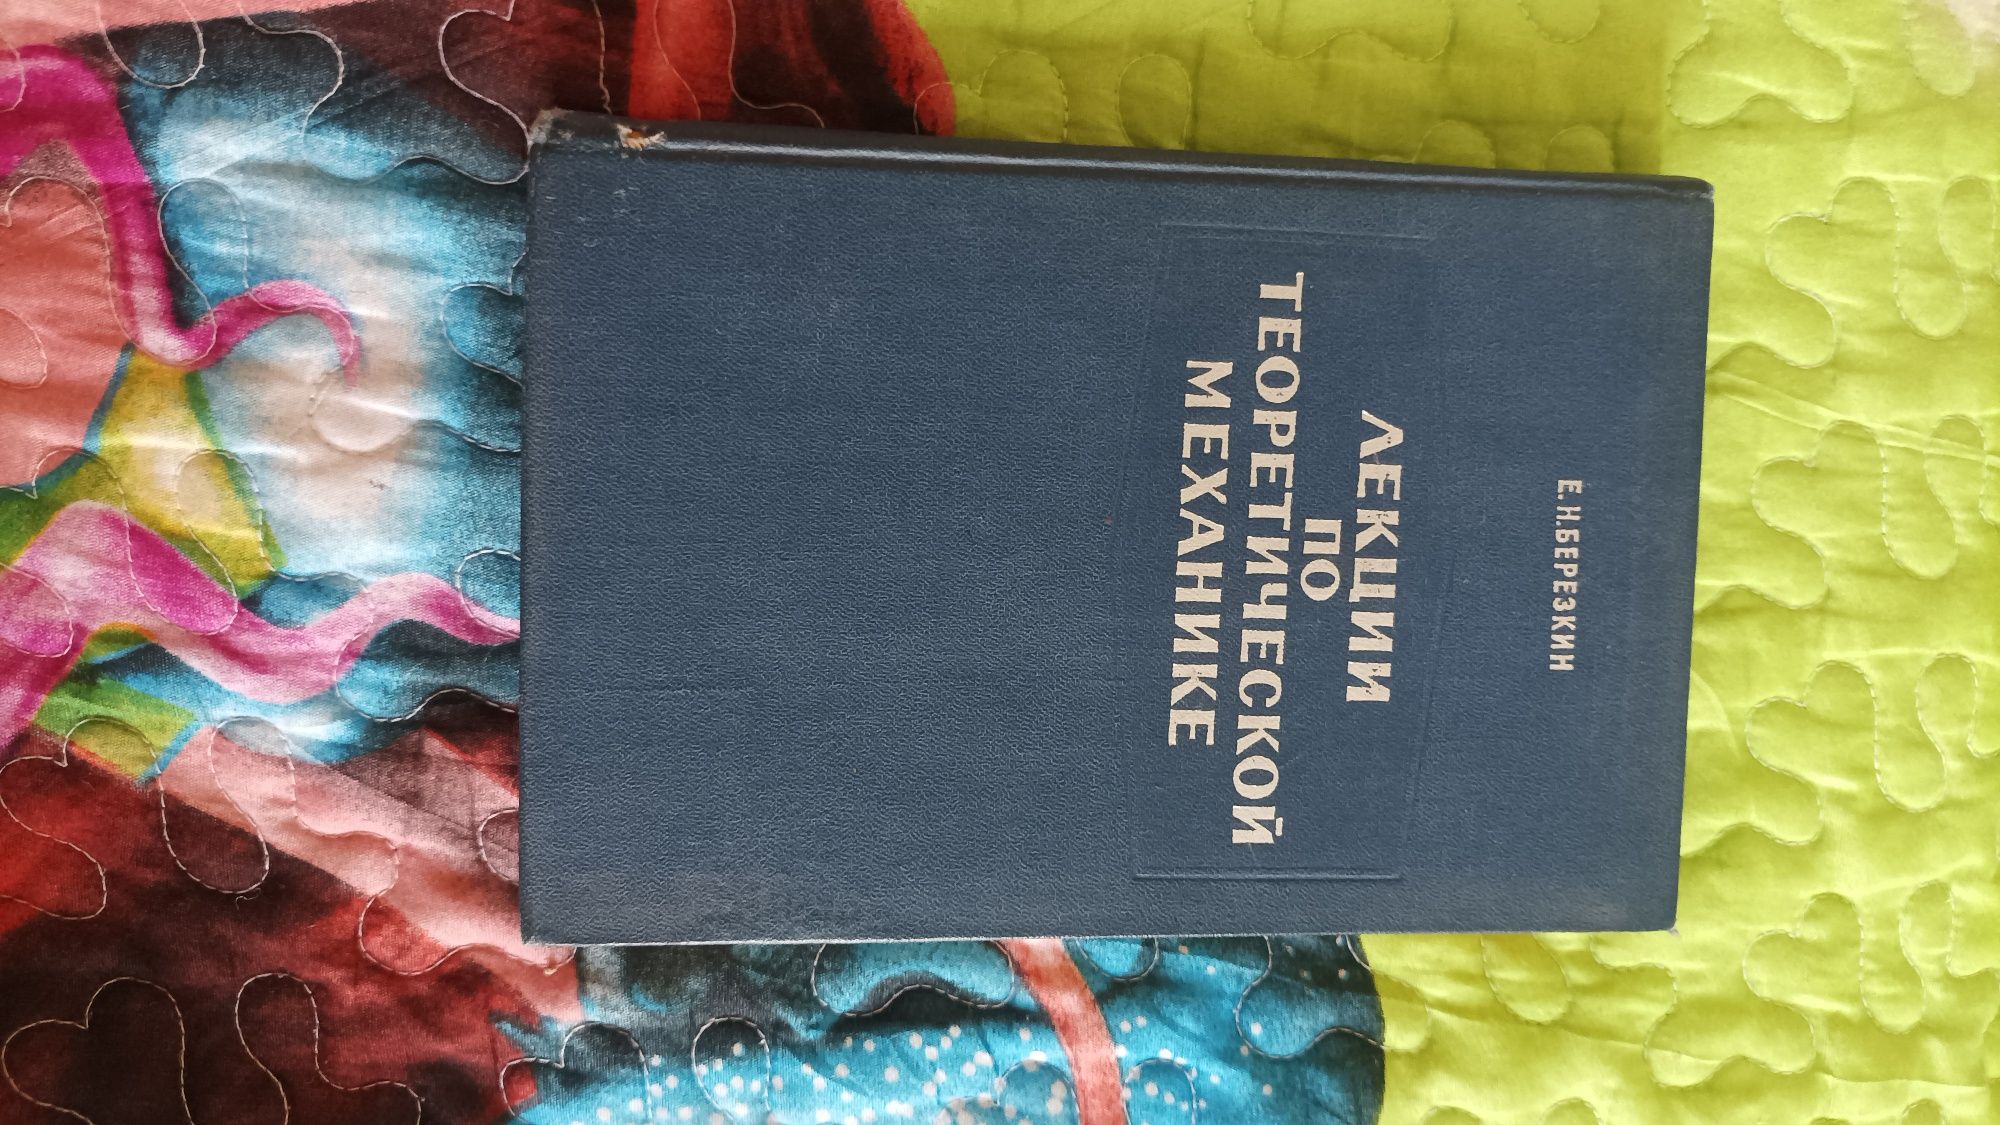 Е.Н.БЕРЕЗКИН
ЛЕКЦИИ
ПО
ТЕОРЕТИЧЕСКОЙ
МЕХАНИКЕ